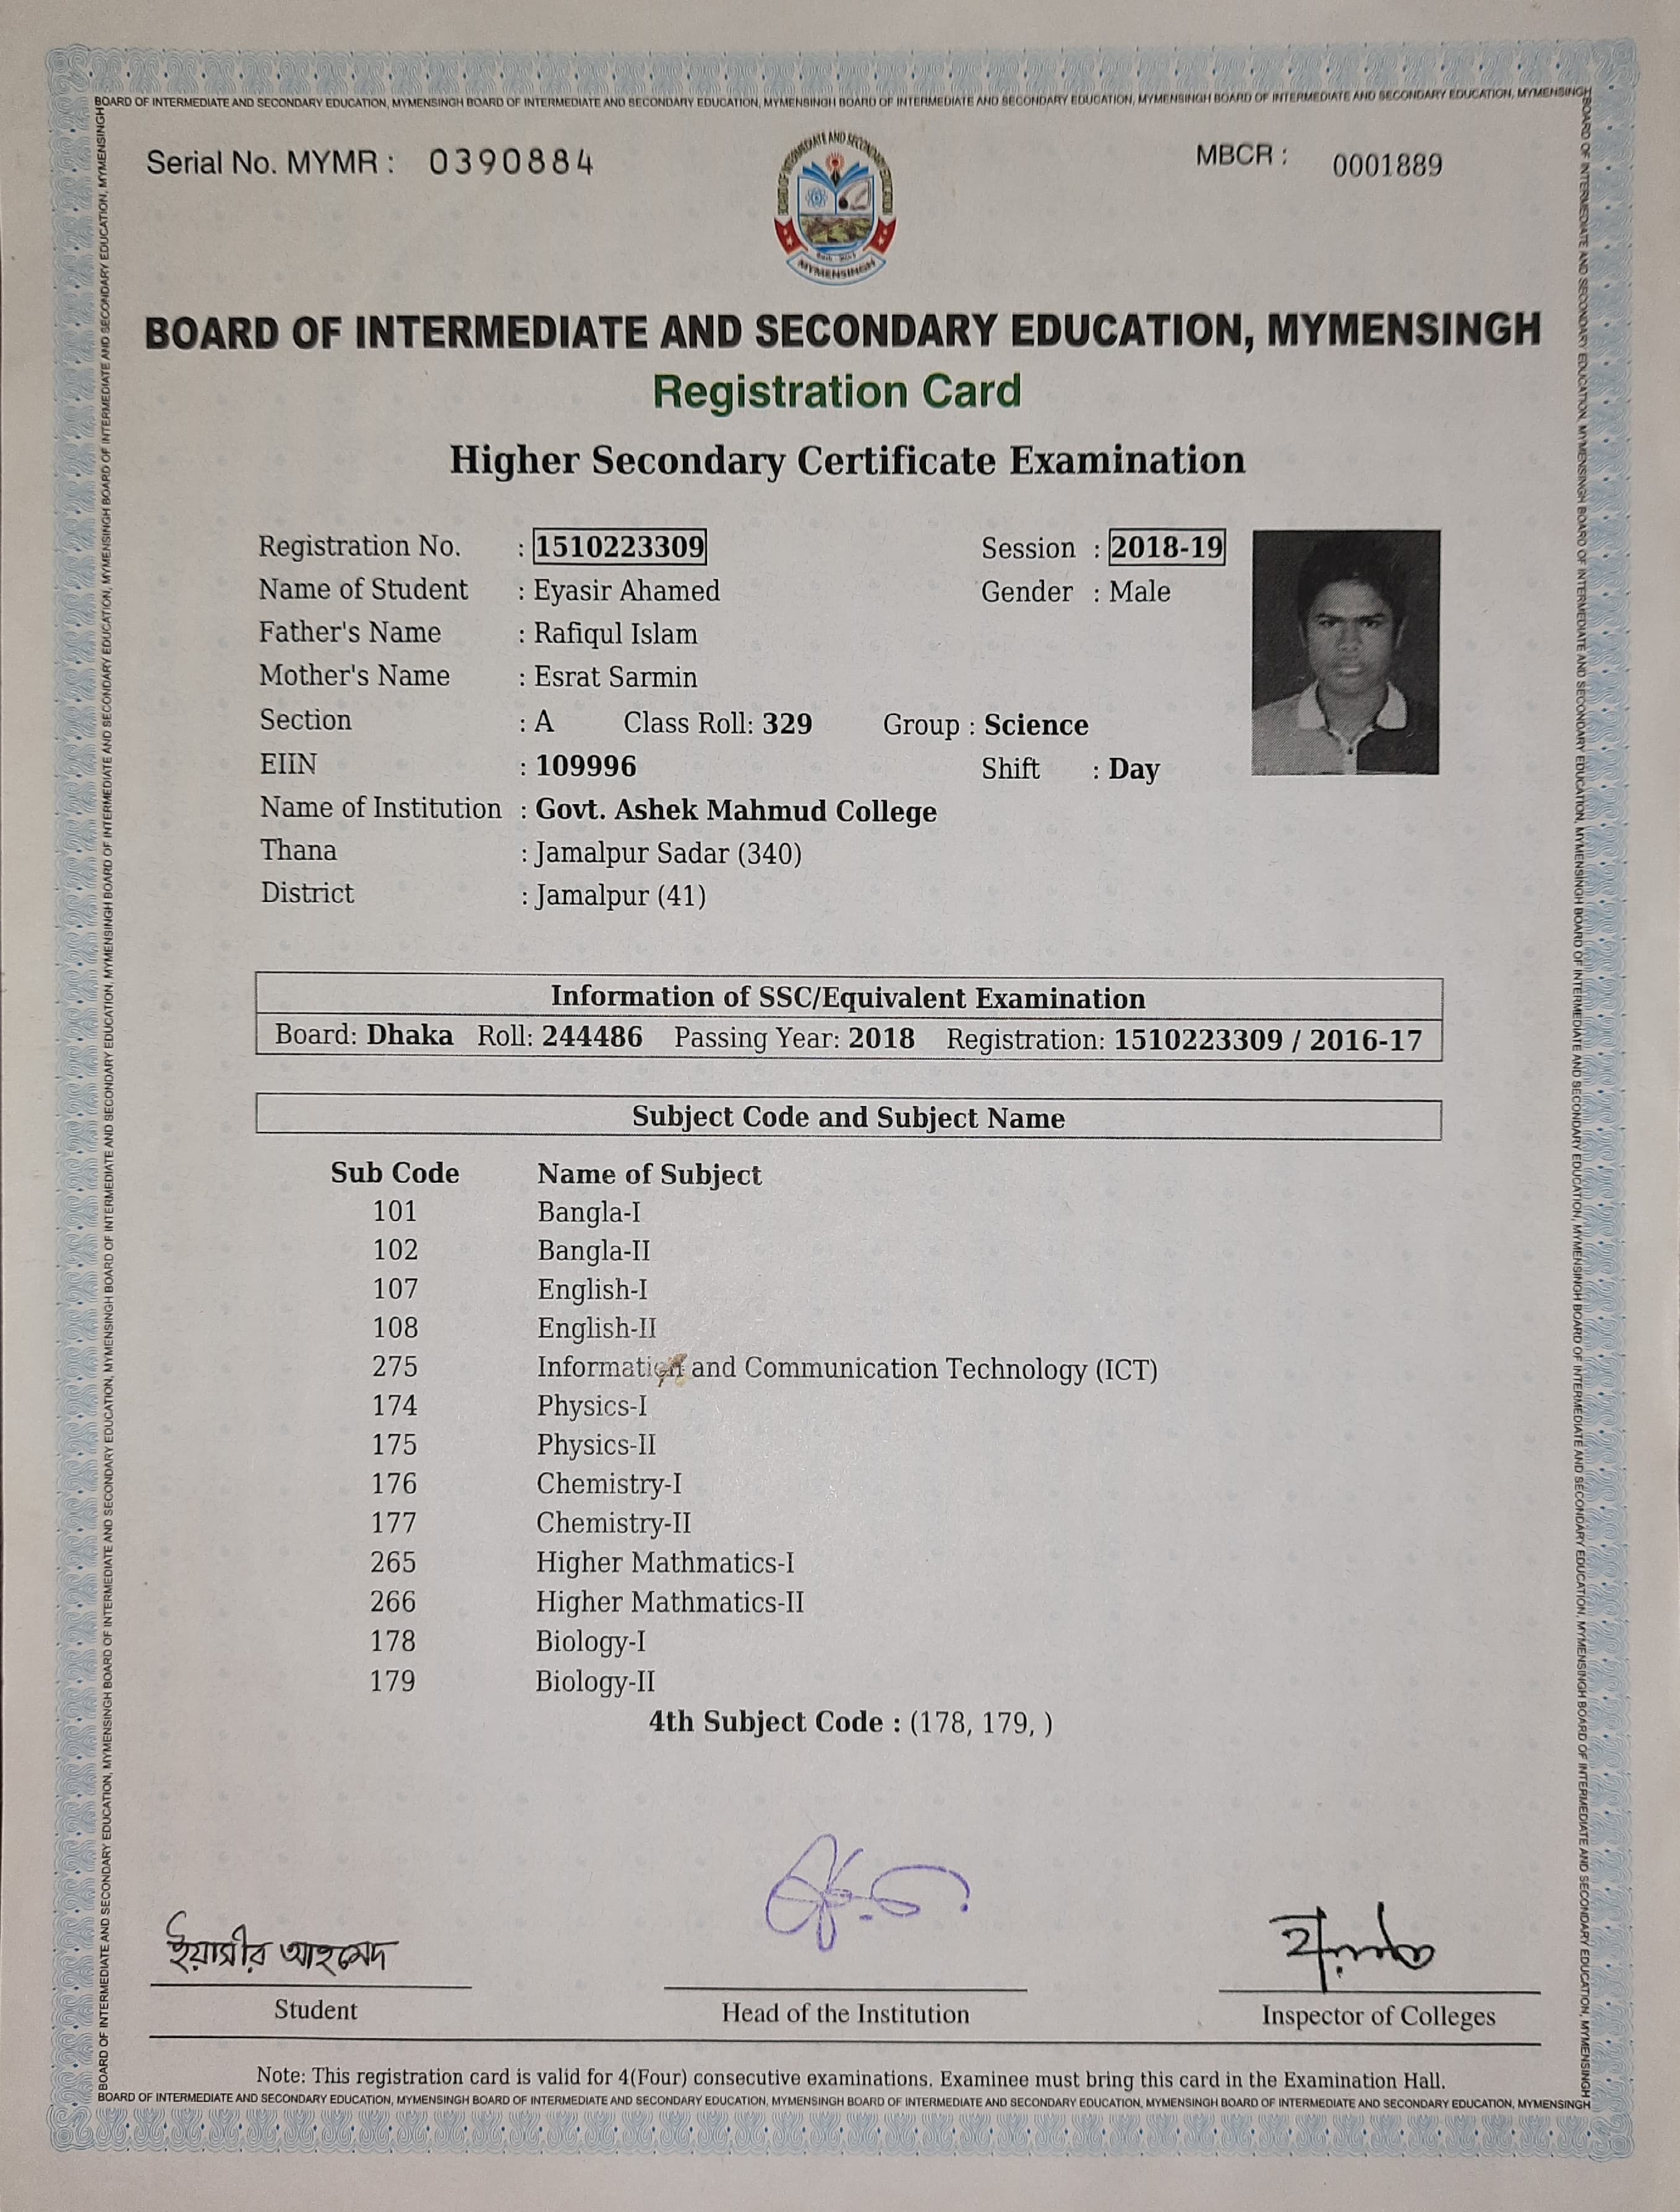 BOARD OF INTERMEDIATE AND SECONDARY EDUCATION, MYMENSINGH BOARD OF INTERMEDIATE AND SECONDARY EDUCATION, MYMENSINGH BOARD OF INTERMEDIATE AND SECONDARY EDUCATION, MYMENSINGH BOARD OF INTERMEDIATE AND SECONDARY EDUCATION, MYMENSINGH
Serial No. MYMR : 0390884
MBCR : 0001889
BOARD OF INTERMEDIATE AND SECONDARY EDUCATION
MYMENSINGH
BOARD OF INTERMEDIATE AND SECONDARY EDUCATION, MYMENSINGH
Registration Card
Higher Secondary Certificate Examination
Registration No. : 1510223309 Session : 2018-19
Name of Student : Eyasir Ahamed Gender : Male
Father's Name : Rafiqul Islam
Mother's Name : Esrat Sarmin
Section : A Class Roll: 329 Group : Science
EIIN : 109996 Shift : Day
Name of Institution : Govt. Ashek Mahmud College
Thana : Jamalpur Sadar (340)
District : Jamalpur (41)
Information of SSC/Equivalent Examination
Board: Dhaka Roll: 244486 Passing Year: 2018 Registration: 1510223309 / 2016-17
Subject Code and Subject Name
Sub Code Name of Subject
101 Bangla-I
102 Bangla-II
107 English-I
108 English-II
275 Information and Communication Technology (ICT)
174 Physics-I
175 Physics-II
176 Chemistry-I
177 Chemistry-II
265 Higher Mathmatics-I
266 Higher Mathmatics-II
178 Biology-I
179 Biology-II
4th Subject Code : (178, 179, )
ইয়াসীর আহমেদ
Student
Head of the Institution
Inspector of Colleges
Note: This registration card is valid for 4(Four) consecutive examinations. Examinee must bring this card in the Examination Hall.
BOARD OF INTERMEDIATE AND SECONDARY EDUCATION, MYMENSINGH BOARD OF INTERMEDIATE AND SECONDARY EDUCATION, MYMENSINGH BOARD OF INTERMEDIATE AND SECONDARY EDUCATION, MYMENSINGH BOARD OF INTERMEDIATE AND SECONDARY EDUCATION, MYMENSINGH